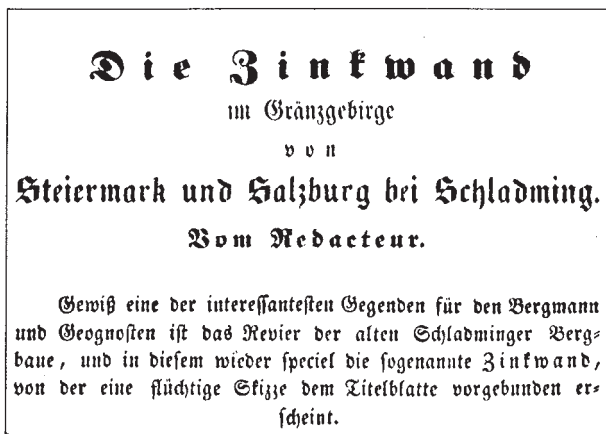 Die Zinkwand
im Gränzgebirge
von
Steiermark und Salzburg bei Schladming.
Vom Redacteur.
Gewiß eine der interessantesten Gegenden für den Bergmann
und Geognosten ist das Revier der alten Schladminger Berg-
baue, und in diesem wieder speciel die sogenannte Zinkwand,
von der eine flüchtige Skizze dem Titelblatte vorgebunden er-
scheint.